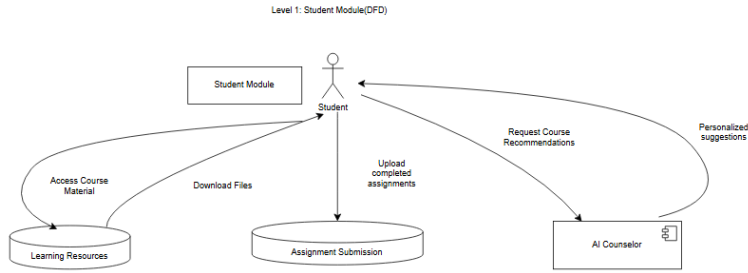 Level 1: Student Module(DFD)
Student Module
Student
Access Course
Material
Download Files
Upload
completed
assignments
Request Course
Recommendations
Personalized
suggestions
Learning Resources
Assignment Submission
AI Counselor